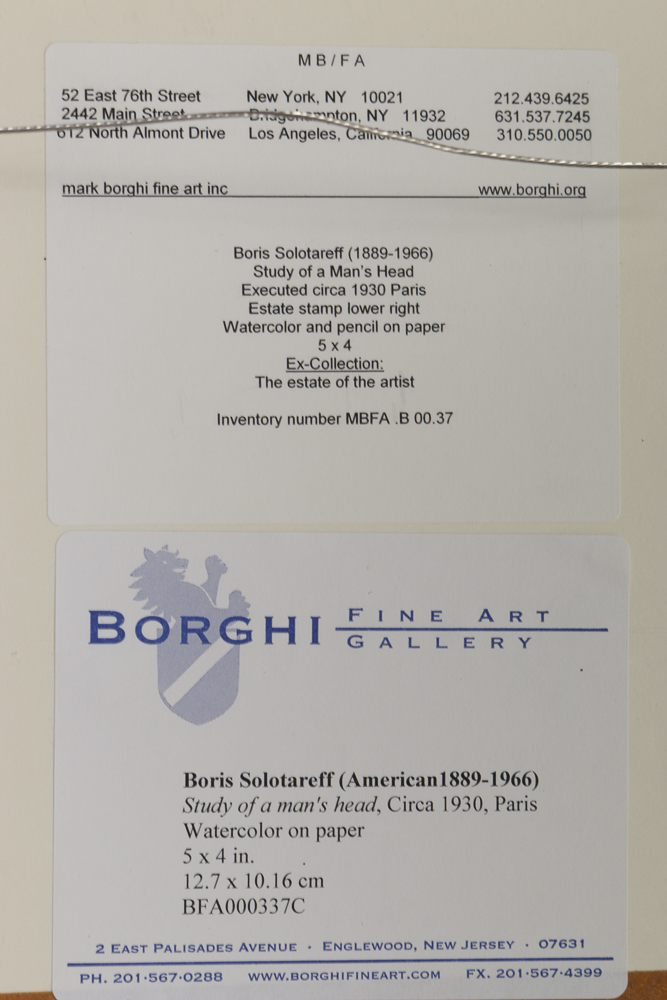 MB/FA
52 East 76th Street New York, NY 10021 212.439.6425
2442 Main Street Bridgehampton, NY 11932 631.537.7245
612 North Almont Drive Los Angeles, California 90069 310.550.0050
mark borghi fine art inc www.borghi.org
Boris Solotareff (1889-1966)
Study of a Man's Head
Executed circa 1930 Paris
Estate stamp lower right
Watercolor and pencil on paper
5 x 4
Ex-Collection:
The estate of the artist
Inventory number MBFA .B 00.37
BORGHI FINE ART GALLERY
Boris Solotareff (American1889-1966)
Study of a man's head, Circa 1930, Paris
Watercolor on paper
5 x 4 in.
12.7 x 10.16 cm
BFA000337C
2 EAST PALISADES AVENUE · ENGLEWOOD, NEW JERSEY · 07631
PH. 201·567·0288 WWW.BORGHIFINEART.COM FX. 201·567·4399